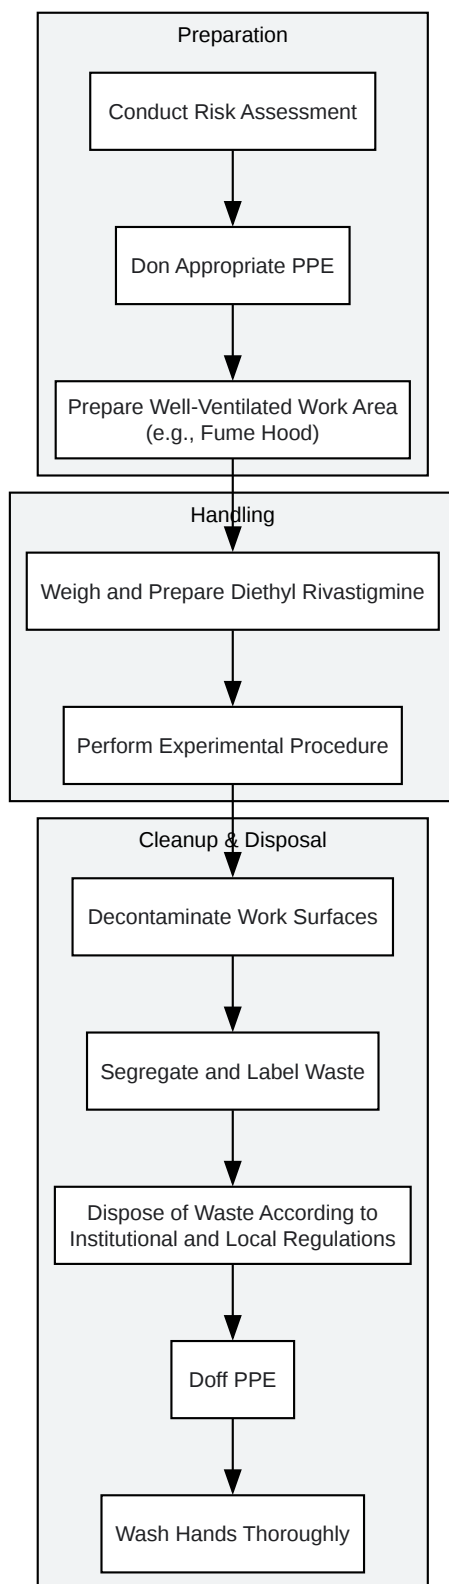 Preparation
Conduct Risk Assessment
Don Appropriate PPE
Prepare Well-Ventilated Work Area
(e.g., Fume Hood)
Handling
Weigh and Prepare Diethyl Rivastigmine
Perform Experimental Procedure
Cleanup & Disposal
Decontaminate Work Surfaces
Segregate and Label Waste
Dispose of Waste According to
Institutional and Local Regulations
Doff PPE
Wash Hands Thoroughly